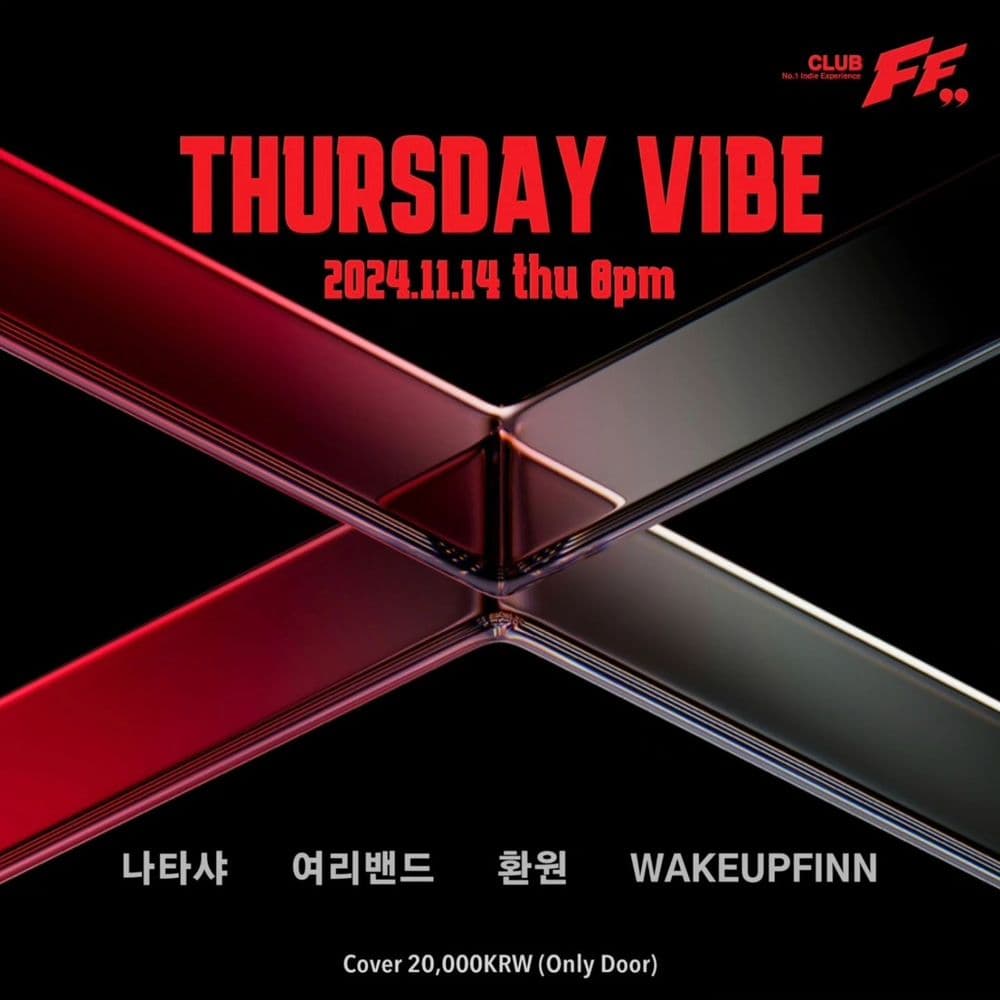 CLUB
No.1 Indie Experience
FF,,
THURSDAY VIBE
2024.11.14 thu 8pm
나타샤 여리밴드 환원 WAKEUPFINN
Cover 20,000KRW (Only Door)